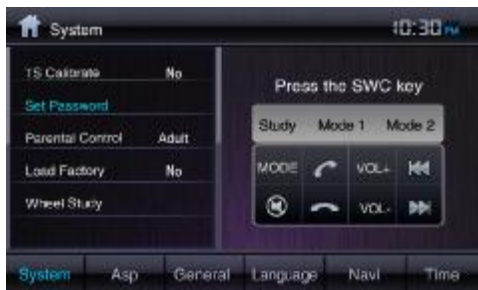 System 10:30 PM
TS Calibrate No
Set Password
Parental Control Adult
Load Factory No
Wheel Study
Press the SWC key
Study Mode 1 Mode 2
MODE VOL+
VOL-
System Asp General Language Navi Time